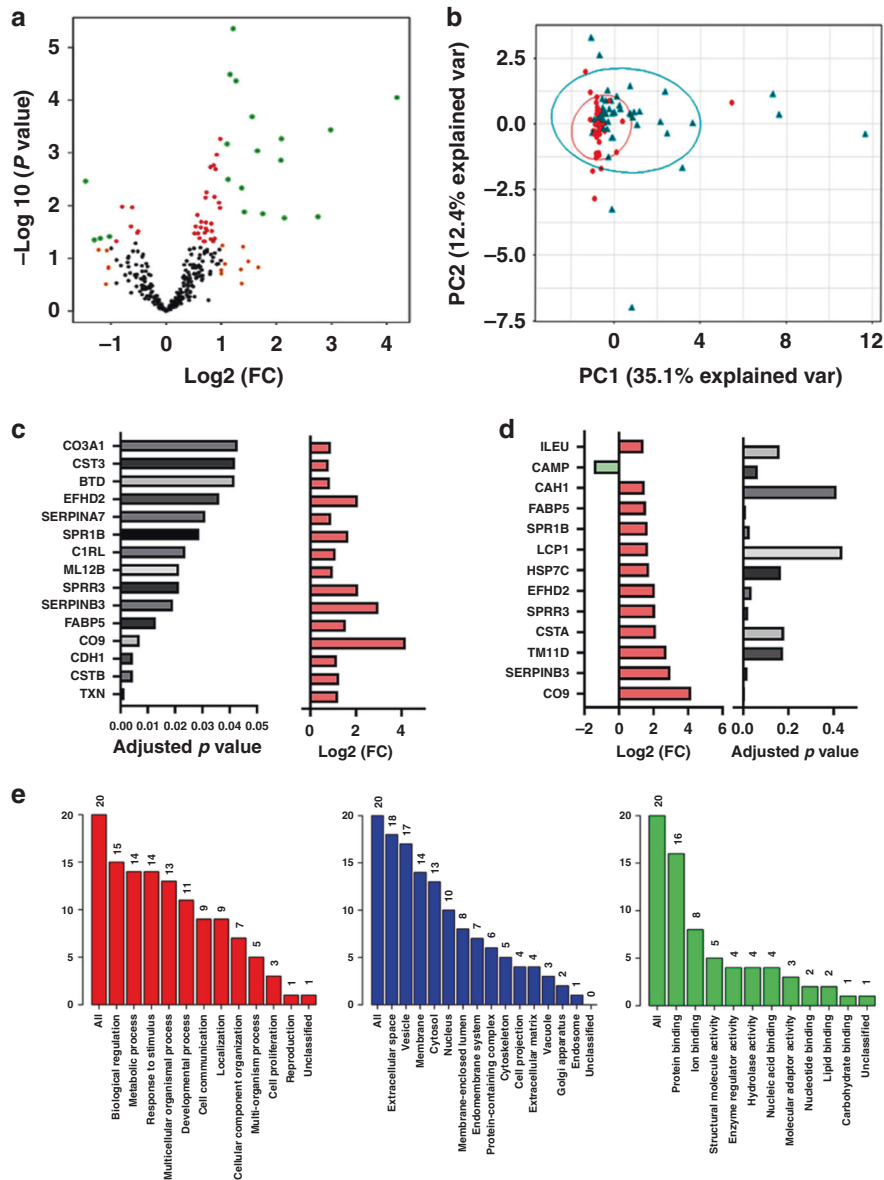 a
5
4
3
2
1
0
−1 0 1 2 3 4
–Log 10 (P value)
Log2 (FC)
b
2.5
0.0
−2.5
−5.0
−7.5
0 4 8 12
PC2 (12.4% explained var)
PC1 (35.1% explained var)
c
CO3A1
CST3
BTD
EFHD2
SERPINA7
SPR1B
C1RL
ML12B
SPRR3
SERPINB3
FABP5
CO9
CDH1
CSTB
TXN
0.00 0.01 0.02 0.03 0.04 0.05
Adjusted p value
0 2 4
Log2 (FC)
d
ILEU
CAMP
CAH1
FABP5
SPR1B
LCP1
HSP7C
EFHD2
SPRR3
CSTA
TM11D
SERPINB3
CO9
−2 0 2 4 6
Log2 (FC)
0.0 0.2 0.4
Adjusted p value
e
20
15
10
5
0
20 15 14 14 13 11 9 9 7 5 3 1 1
All
Biological regulation
Metabolic process
Response to stimulus
Multicellular organismal process
Developmental process
Cell communication
Localization
Cellular component organization
Multi-organism process
Cell proliferation
Reproduction
Unclassified
20
15
10
5
0
20 18 17 14 13 10 8 7 6 5 4 4 3 2 1 0
All
Extracellular space
Vesicle
Membrane
Cytosol
Nucleus
Membrane-enclosed lumen
Endomembrane system
Protein-containing complex
Cytoskeleton
Cell projection
Extracellular matrix
Vacuole
Golgi apparatus
Endosome
Unclassified
20
15
10
5
0
20 16 8 5 4 4 4 3 2 2 1 1
All
Protein binding
Ion binding
Structural molecule activity
Enzyme regulator activity
Hydrolase activity
Nucleic acid binding
Molecular adaptor activity
Nucleotide binding
Lipid binding
Carbohydrate binding
Unclassified